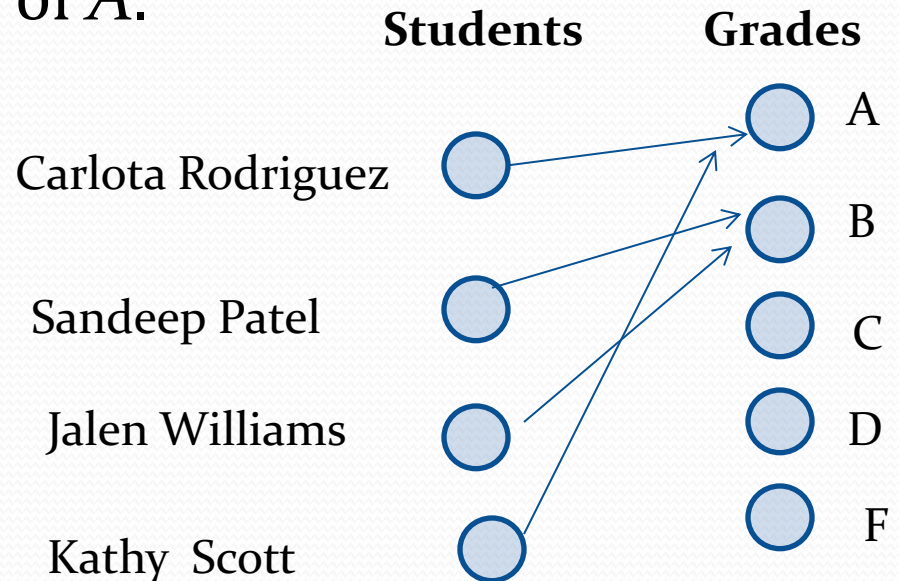 of A.
Students Grades
A
Carlota Rodriguez
B
Sandeep Patel
C
Jalen Williams
D
F
Kathy Scott